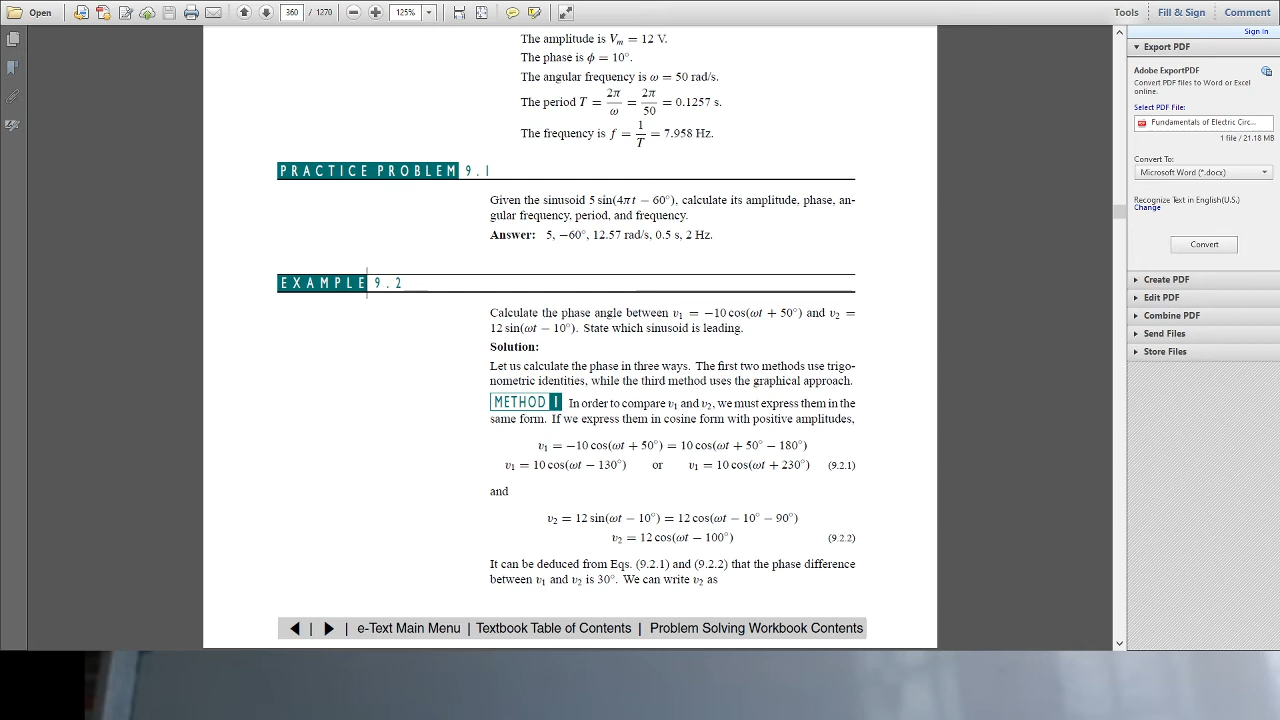 Open 360 / 1270 125% Tools Fill & Sign Comment
Sign In
Export PDF
Adobe ExportPDF
Convert PDF files to Word or Excel
online.
Select PDF File:
Fundamentals of Electric Circ...
1 file / 21.18 MB
Convert To:
Microsoft Word (*.docx)
Recognize Text in English(U.S.)
Change
Convert
Create PDF
Edit PDF
Combine PDF
Send Files
Store Files
The amplitude is Vm = 12 V.
The phase is ϕ = 10°.
The angular frequency is ω = 50 rad/s.
The period T = 2π/ω = 2π/50 = 0.1257 s.
The frequency is f = 1/T = 7.958 Hz.
PRACTICE PROBLEM 9.1
Given the sinusoid 5 sin(4πt − 60°), calculate its amplitude, phase, an-
gular frequency, period, and frequency.
Answer: 5, −60°, 12.57 rad/s, 0.5 s, 2 Hz.
EXAMPLE 9.2
Calculate the phase angle between v₁ = −10 cos(ωt + 50°) and v₂ =
12 sin(ωt − 10°). State which sinusoid is leading.
Solution:
Let us calculate the phase in three ways. The first two methods use trigo-
nometric identities, while the third method uses the graphical approach.
METHOD 1 In order to compare v₁ and v₂, we must express them in the
same form. If we express them in cosine form with positive amplitudes,
v₁ = −10 cos(ωt + 50°) = 10 cos(ωt + 50° − 180°)
v₁ = 10 cos(ωt − 130°) or v₁ = 10 cos(ωt + 230°) (9.2.1)
and
v₂ = 12 sin(ωt − 10°) = 12 cos(ωt − 10° − 90°)
v₂ = 12 cos(ωt − 100°) (9.2.2)
It can be deduced from Eqs. (9.2.1) and (9.2.2) that the phase difference
between v₁ and v₂ is 30°. We can write v₂ as
| e-Text Main Menu | Textbook Table of Contents | Problem Solving Workbook Contents